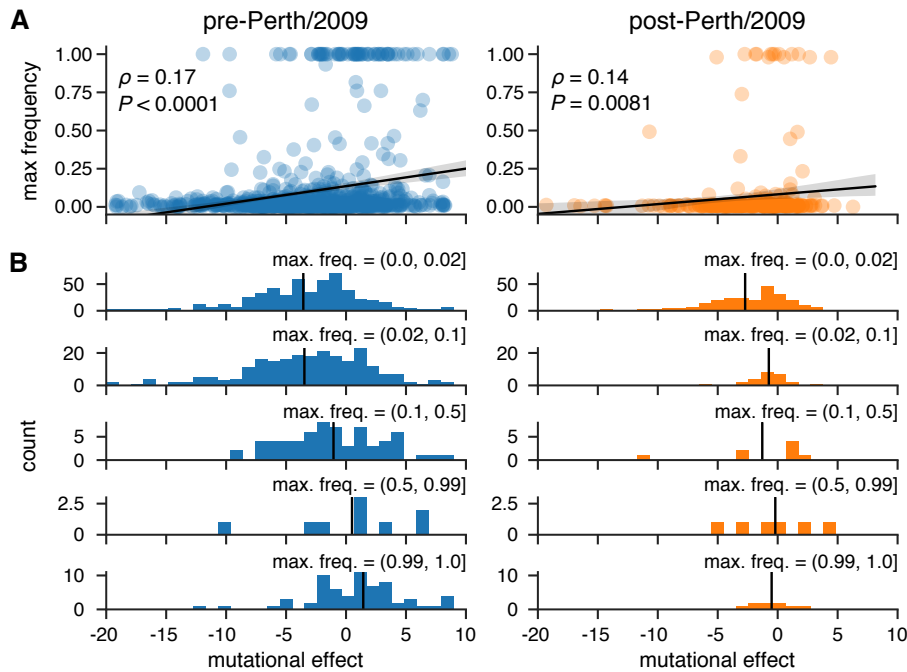 A
pre-Perth/2009
post-Perth/2009
max frequency
1.00
0.75
0.50
0.25
0.00
ρ = 0.17
P < 0.0001
1.00
0.75
0.50
0.25
0.00
ρ = 0.14
P = 0.0081
B
count
max. freq. = (0.0, 0.02]
50
0
max. freq. = (0.0, 0.02]
50
0
max. freq. = (0.02, 0.1]
20
0
max. freq. = (0.02, 0.1]
20
0
max. freq. = (0.1, 0.5]
5
0
max. freq. = (0.1, 0.5]
5
0
max. freq. = (0.5, 0.99]
2.5
0
max. freq. = (0.5, 0.99]
2.5
0
max. freq. = (0.99, 1.0]
10
0
max. freq. = (0.99, 1.0]
10
0
-20 -15 -10 -5 0 5 10
-20 -15 -10 -5 0 5 10
mutational effect
mutational effect